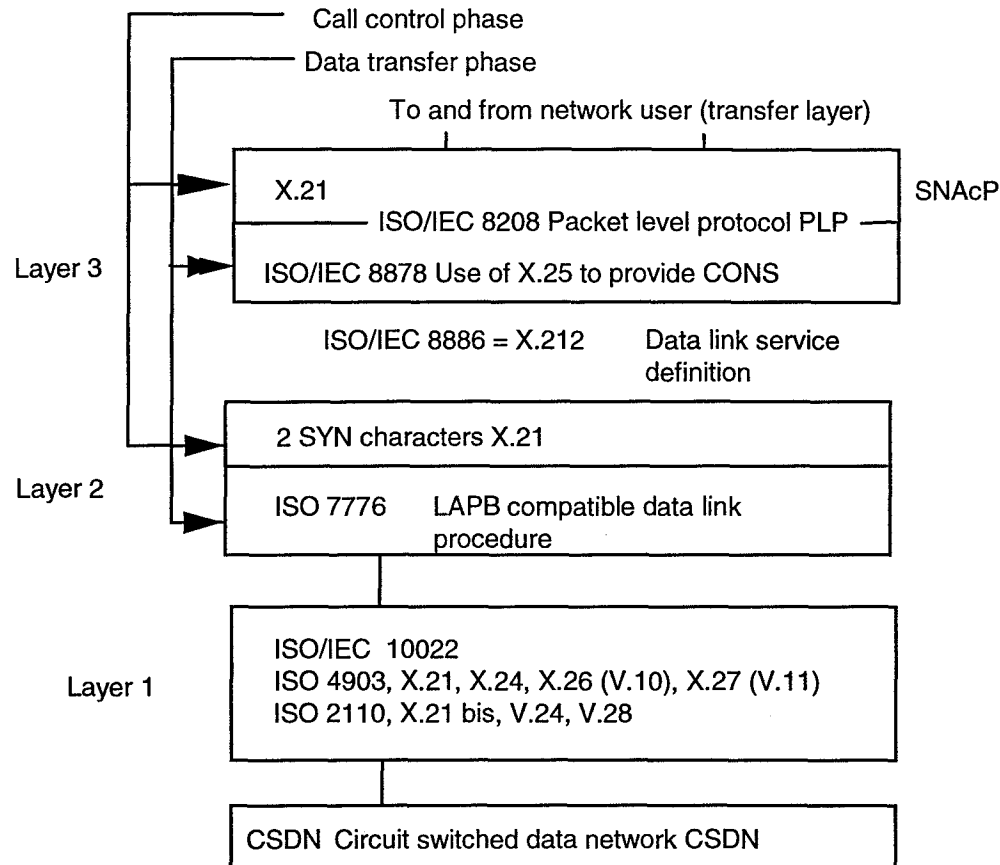 Call control phase
Data transfer phase
To and from network user (transfer layer)
X.21
SNAcP
ISO/IEC 8208 Packet level protocol PLP
Layer 3
ISO/IEC 8878 Use of X.25 to provide CONS
ISO/IEC 8886 = X.212 Data link service
definition
2 SYN characters X.21
Layer 2
ISO 7776 LAPB compatible data link
procedure
ISO/IEC 10022
Layer 1
ISO 4903, X.21, X.24, X.26 (V.10), X.27 (V.11)
ISO 2110, X.21 bis, V.24, V.28
CSDN Circuit switched data network CSDN